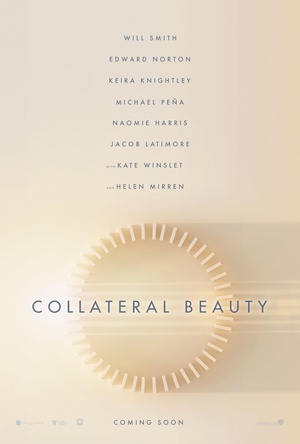 WILL SMITH
EDWARD NORTON
KEIRA KNIGHTLEY
MICHAEL PEÑA
NAOMIE HARRIS
JACOB LATIMORE
WITH KATE WINSLET
AND HELEN MIRREN
COLLATERAL BEAUTY
COMING SOON